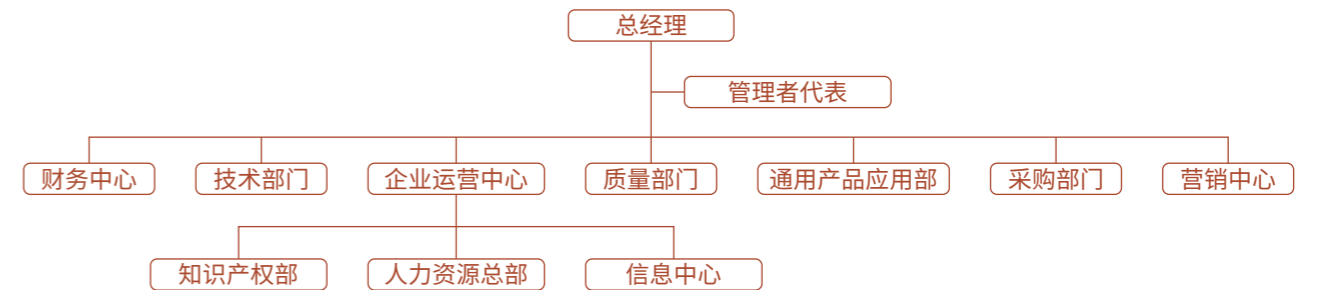 总经理
管理者代表
财务中心
技术部门
企业运营中心
质量部门
通用产品应用部
采购部门
营销中心
知识产权部
人力资源总部
信息中心